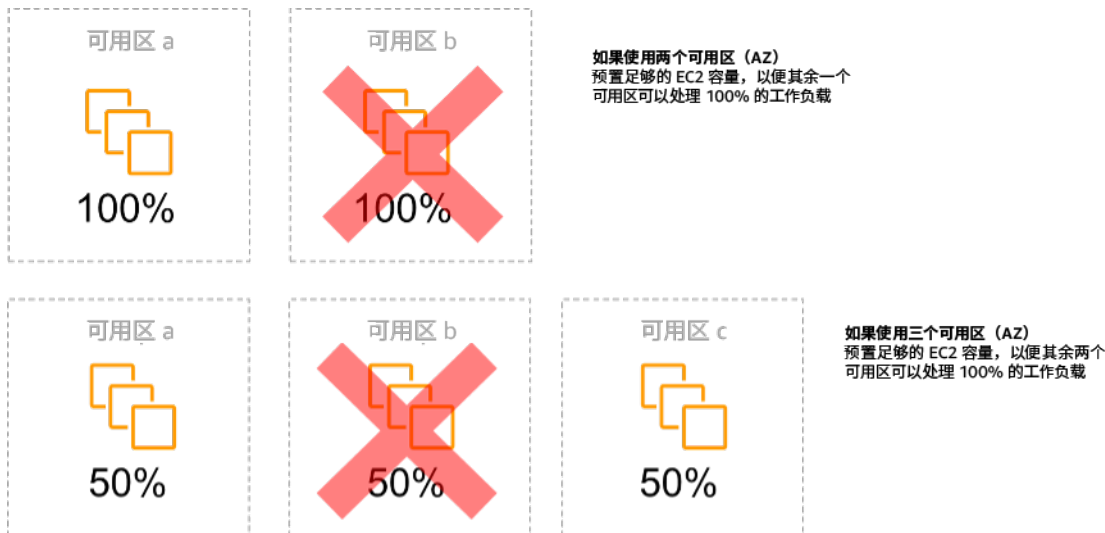 可用区 a
可用区 b
如果使用两个可用区（AZ）
预置足够的 EC2 容量，以便其余一个
可用区可以处理 100% 的工作负载
100%
100%
可用区 a
可用区 b
可用区 c
如果使用三个可用区（AZ）
预置足够的 EC2 容量，以便其余两个
可用区可以处理 100% 的工作负载
50%
50%
50%